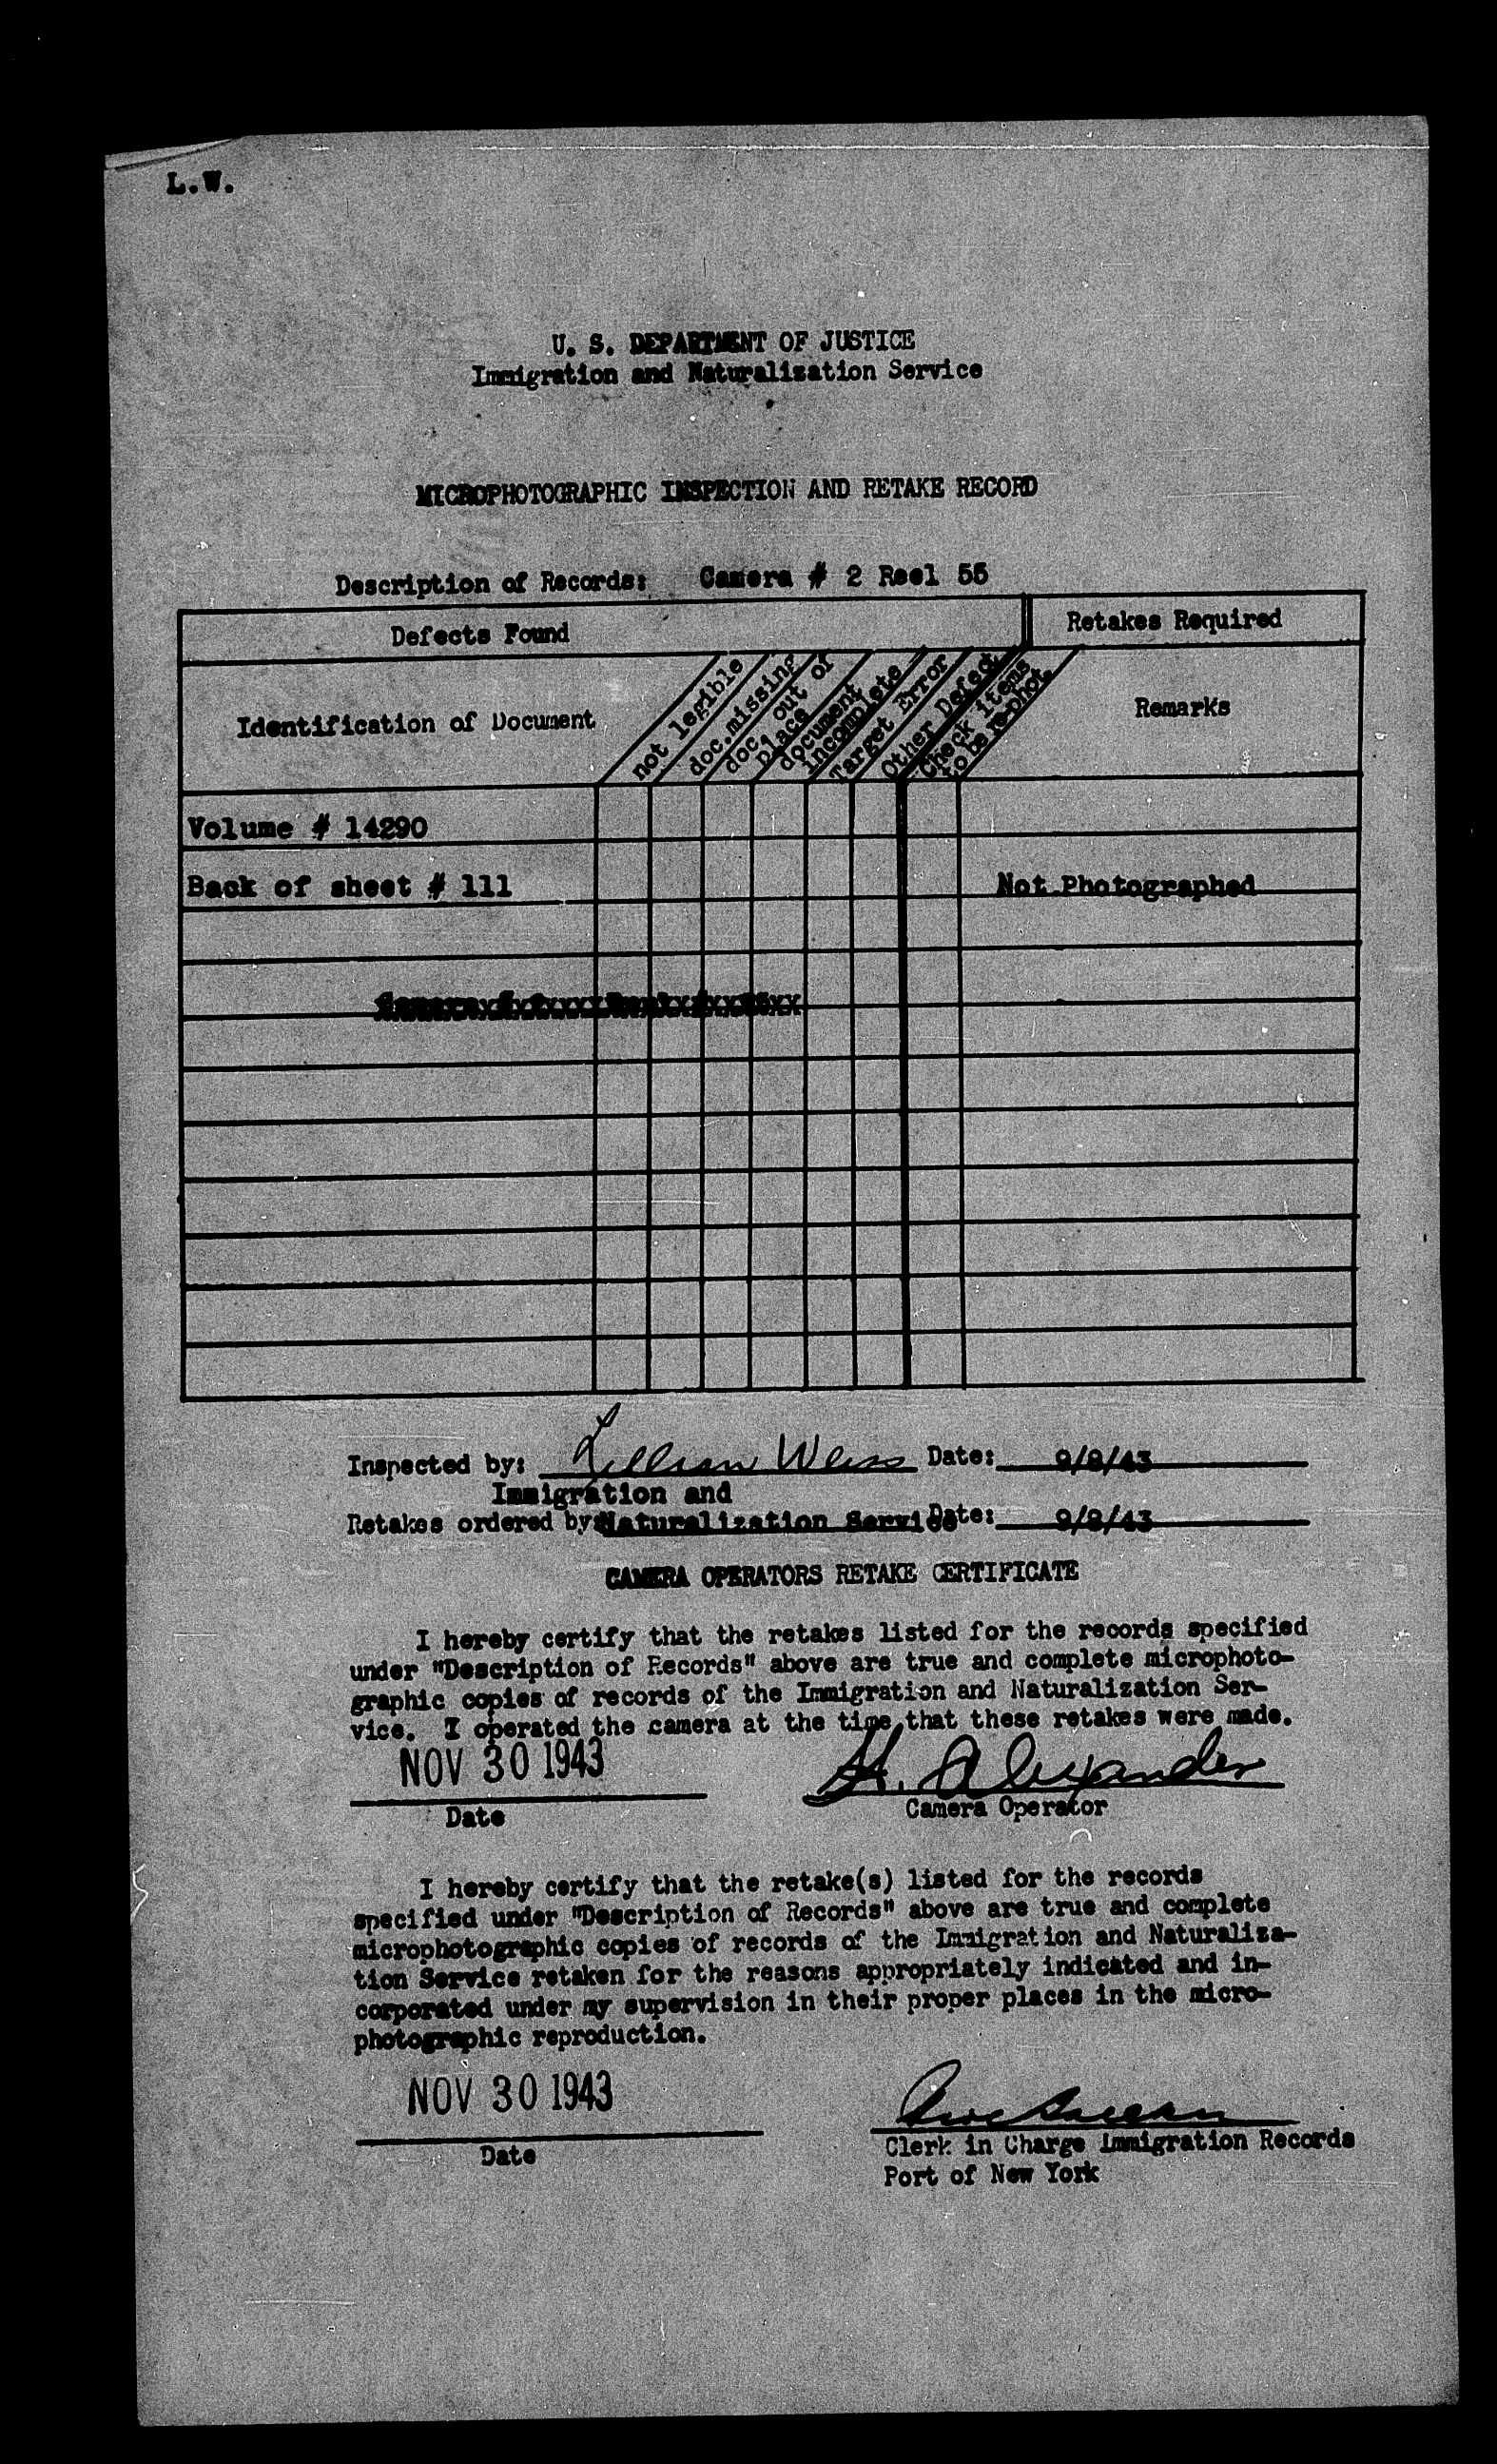 L.W.
U. S. DEPARTMENT OF JUSTICE
Immigration and Naturalization Service
MICROPHOTOGRAPHIC INSPECTION AND RETAKE RECORD
Description of Records: Camera # 2 Reel 55
Defects Found
Retakes Required
Identification of Document
not legible
doc.missing
doc. out of
place
document
incomplete
Target Error
Other Defect
Check items
to be re-phot.
Remarks
Volume # 14290
Back of sheet # 111
Not Photographed
Inspected by: Lillian Weiss Date: 9/9/43
Immigration and
Retakes ordered by: Naturalization Service Date: 9/9/43
CAMERA OPERATORS RETAKE CERTIFICATE
I hereby certify that the retakes listed for the records specified
under "Description of Records" above are true and complete microphoto-
graphic copies of records of the Immigration and Naturalization Ser-
vice. I operated the camera at the time that these retakes were made.
NOV 30 1943
H. Alexander
Date
Camera Operator
I hereby certify that the retake(s) listed for the records
specified under "Description of Records" above are true and complete
microphotographic copies of records of the Immigration and Naturaliza-
tion Service retaken for the reasons appropriately indicated and in-
corporated under my supervision in their proper places in the micro-
photographic reproduction.
NOV 30 1943
Date
Clerk in Charge Immigration Records
Port of New York